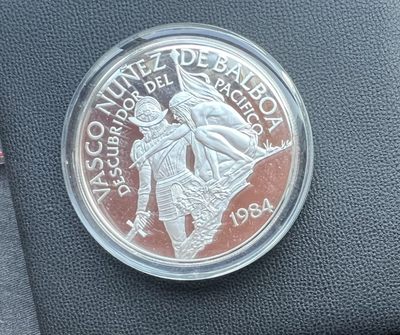 VASCO NUÑEZ DE BALBOA
DESCUBRIDOR DEL PACIFICO
1984